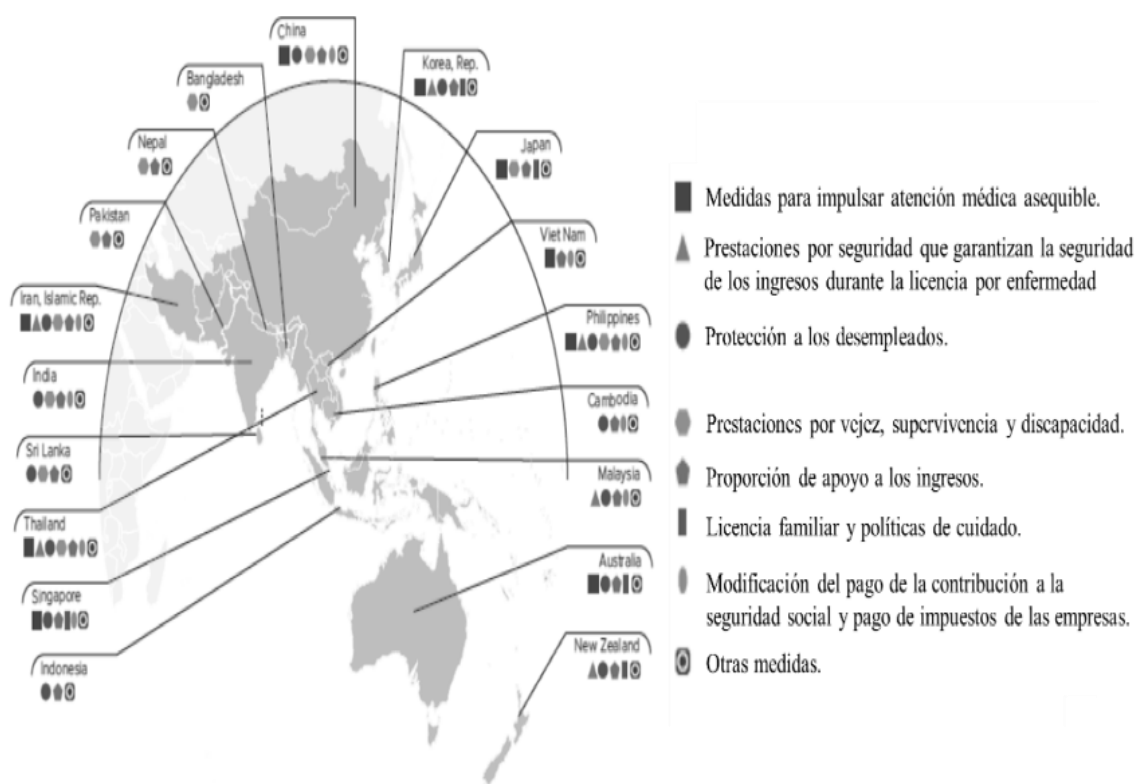 China
Korea, Rep.
Bangladesh
Japan
Nepal
Pakistan
Viet Nam
Iran, Islamic Rep.
Philippines
India
Cambodia
Sri Lanka
Malaysia
Thailand
Australia
Singapore
New Zealand
Indonesia
Medidas para impulsar atención médica asequible.
Prestaciones por seguridad que garantizan la seguridad
de los ingresos durante la licencia por enfermedad
Protección a los desempleados.
Prestaciones por vejez, supervivencia y discapacidad.
Proporción de apoyo a los ingresos.
Licencia familiar y políticas de cuidado.
Modificación del pago de la contribución a la
seguridad social y pago de impuestos de las empresas.
Otras medidas.